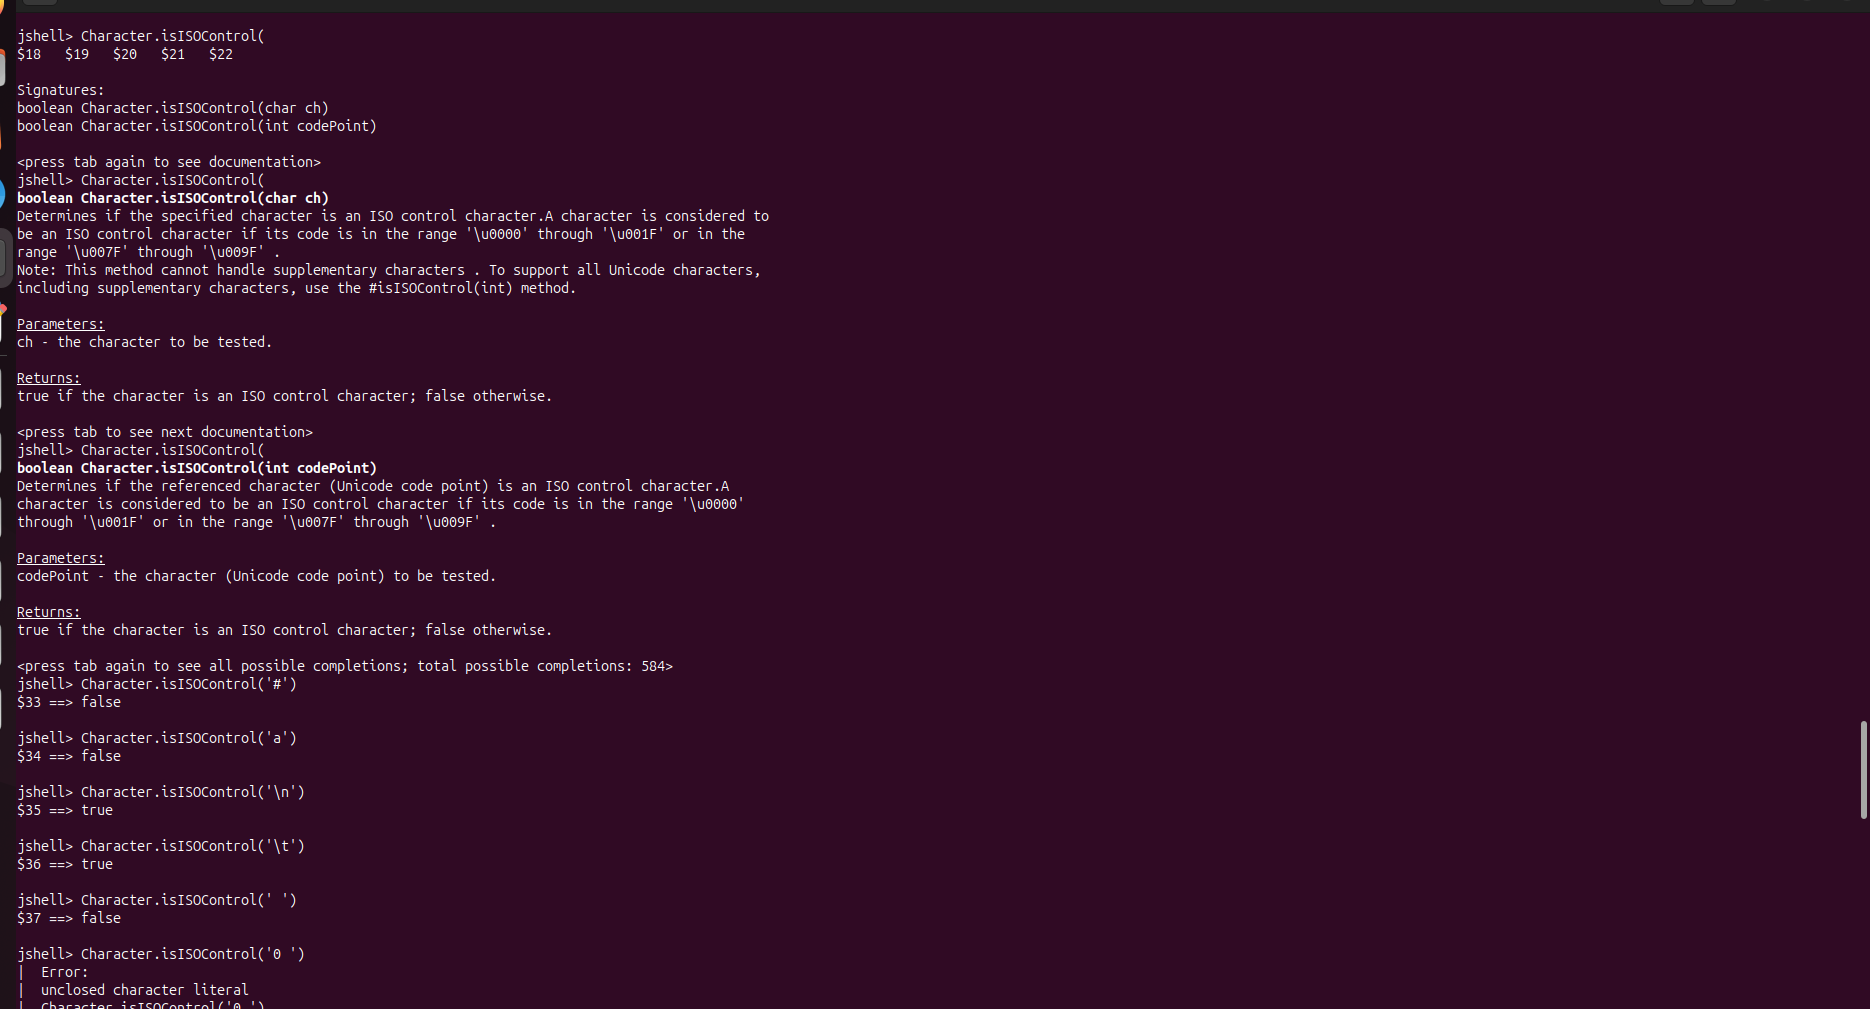 jshell> Character.isISOControl(
$18   $19   $20   $21   $22
Signatures:
boolean Character.isISOControl(char ch)
boolean Character.isISOControl(int codePoint)
<press tab again to see documentation>
jshell> Character.isISOControl(
boolean Character.isISOControl(char ch)
Determines if the specified character is an ISO control character.A character is considered to
be an ISO control character if its code is in the range '\u0000' through '\u001F' or in the
range '\u007F' through '\u009F' .
Note: This method cannot handle supplementary characters . To support all Unicode characters,
including supplementary characters, use the #isISOControl(int) method.
Parameters:
ch - the character to be tested.
Returns:
true if the character is an ISO control character; false otherwise.
<press tab to see next documentation>
jshell> Character.isISOControl(
boolean Character.isISOControl(int codePoint)
Determines if the referenced character (Unicode code point) is an ISO control character.A
character is considered to be an ISO control character if its code is in the range '\u0000'
through '\u001F' or in the range '\u007F' through '\u009F' .
Parameters:
codePoint - the character (Unicode code point) to be tested.
Returns:
true if the character is an ISO control character; false otherwise.
<press tab again to see all possible completions; total possible completions: 584>
jshell> Character.isISOControl('#')
$33 ==> false
jshell> Character.isISOControl('a')
$34 ==> false
jshell> Character.isISOControl('\n')
$35 ==> true
jshell> Character.isISOControl('\t')
$36 ==> true
jshell> Character.isISOControl(' ')
$37 ==> false
jshell> Character.isISOControl('0 ')
|  Error:
|  unclosed character literal
|  Character.isISOControl('0 ')